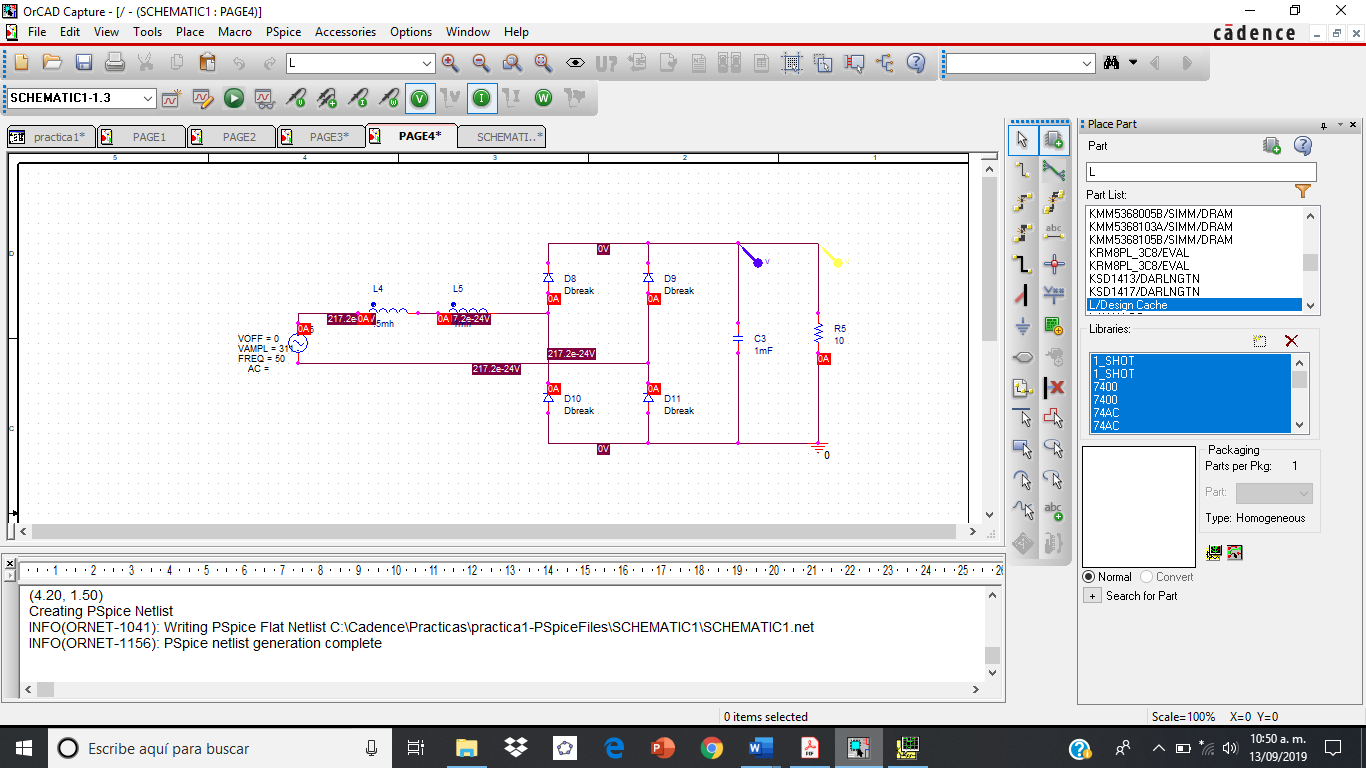 OrCAD Capture - [/ - (SCHEMATIC1 : PAGE4)]
File Edit View Tools Place Macro PSpice Accessories Options Window Help
cādence
L
U?
SCHEMATIC1-1.3
V I W
practica1* PAGE1 PAGE2 PAGE3* PAGE4* SCHEMATI..*
5 4 3 2 1
D
C
0V
D8
Dbreak
D9
Dbreak
0A
0A
L4
L5
217.2e
0A
5mh
0A
7.2e-24V
0A
VOFF = 0
VAMPL = 311
FREQ = 50
AC =
V
R5
10
C3
1mF
0A
217.2e-24V
217.2e-24V
0A
0A
D10
Dbreak
D11
Dbreak
0V
0
abc
abc
Place Part
Part
L
Part List:
KMM5368005B/SIMM/DRAM
KMM5368103A/SIMM/DRAM
KMM5368105B/SIMM/DRAM
KRM8PL_3C8/EVAL
KRM8PL_3C8/EVAL
KSD1413/DARLNGTN
KSD1417/DARLNGTN
L/Design Cache
Libraries:
1_SHOT
1_SHOT
7400
7400
74AC
74AC
Packaging
Parts per Pkg: 1
Part:
Type: Homogeneous
Normal Convert
+ Search for Part
1 2 3 4 5 6 7 8 9 10 11 12 13 14 15 16 17 18 19 20 21 22 23 24 25 26
(4.20, 1.50)
Creating PSpice Netlist
INFO(ORNET-1041): Writing PSpice Flat Netlist C:\Cadence\Practicas\practica1-PSpiceFiles\SCHEMATIC1\SCHEMATIC1.net
INFO(ORNET-1156): PSpice netlist generation complete
0 items selected
Scale=100% X=0 Y=0
Escribe aquí para buscar
10:50 a. m.
13/09/2019